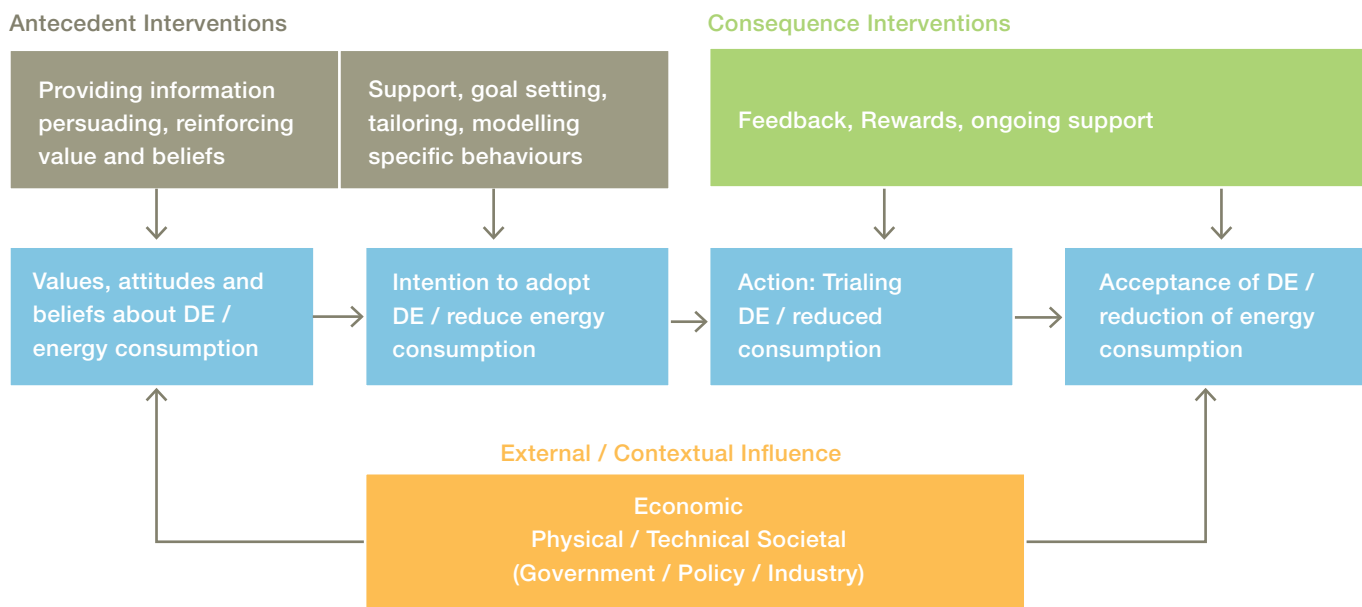 Antecedent Interventions
Consequence Interventions
Providing information
persuading, reinforcing
value and beliefs
Support, goal setting,
tailoring, modelling
specific behaviours
Feedback, Rewards, ongoing support
Values, attitudes and
beliefs about DE /
energy consumption
Intention to adopt
DE / reduce energy
consumption
Action: Trialing
DE / reduced
consumption
Acceptance of DE /
reduction of energy
consumption
External / Contextual Influence
Economic
Physical / Technical Societal
(Government / Policy / Industry)